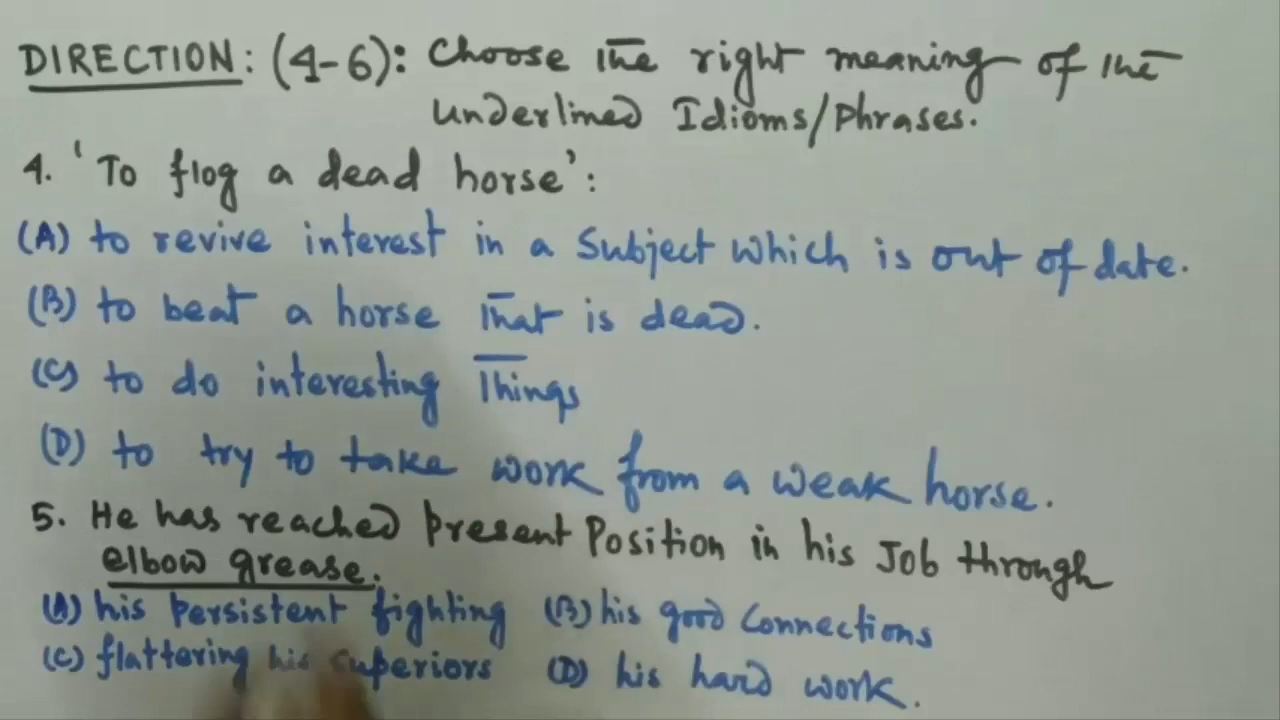 DIRECTION: (4-6): Choose the right meaning of the
underlined Idioms/Phrases.
4. 'To flog a dead horse':
(A) to revive interest in a Subject which is out of date.
(B) to beat a horse that is dead.
(C) to do interesting Things
(D) to try to take work from a weak horse.
5. He has reached present Position in his Job through
elbow grease.
(A) his persistent fighting (B) his good Connections
(C) flattering his superiors (D) his hard work.